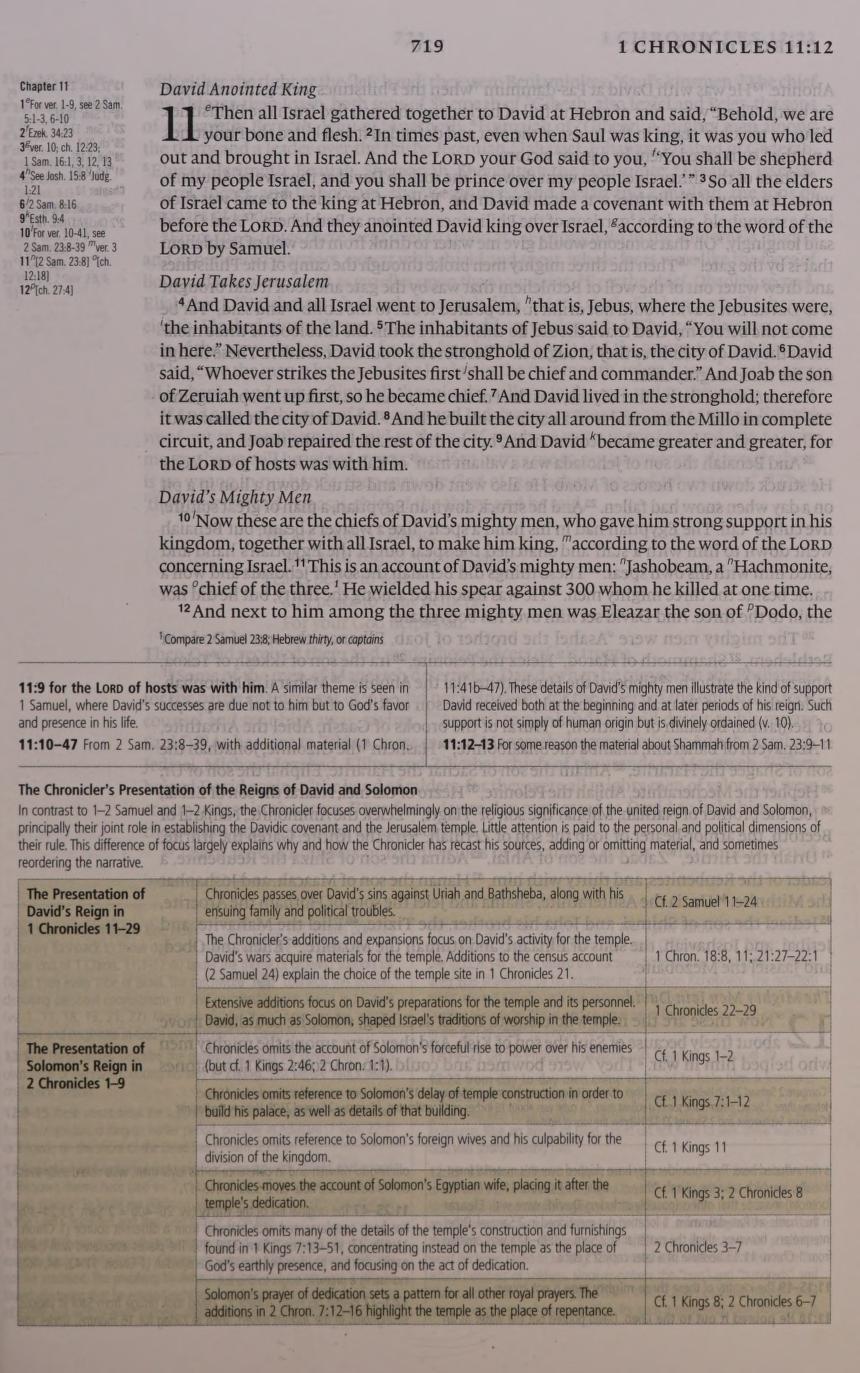 719
1 CHRONICLES 11:12
Chapter 11
1 e For ver. 1-9, see 2 Sam.
5:1-3, 6-10
2 f Ezek. 34:23
3 g ver. 10; ch. 12:23;
1 Sam. 16:1, 3, 12, 13
4 h See Josh. 15:8 i Judg.
1:21
6 j 2 Sam. 8:16
9 k Esth. 9:4
10 l For ver. 10-41, see
2 Sam. 23:8-39 m ver. 3
11 n [2 Sam. 23:8] o [ch.
12:18]
12 p [ch. 27:4]
David Anointed King
11 e Then all Israel gathered together to David at Hebron and said, “Behold, we are
your bone and flesh. 2 In times past, even when Saul was king, it was you who led
out and brought in Israel. And the LORD your God said to you, f ‘You shall be shepherd
of my people Israel, and you shall be prince over my people Israel.’” 3 So all the elders
of Israel came to the king at Hebron, and David made a covenant with them at Hebron
before the LORD. And they anointed David king over Israel, g according to the word of the
LORD by Samuel.
David Takes Jerusalem
4 And David and all Israel went to Jerusalem, h that is, Jebus, where the Jebusites were,
i the inhabitants of the land. 5 The inhabitants of Jebus said to David, “You will not come
in here.” Nevertheless, David took the stronghold of Zion, that is, the city of David. 6 David
said, “Whoever strikes the Jebusites first j shall be chief and commander.” And Joab the son
of Zeruiah went up first, so he became chief. 7 And David lived in the stronghold; therefore
it was called the city of David. 8 And he built the city all around from the Millo in complete
circuit, and Joab repaired the rest of the city. 9 And David k became greater and greater, for
the LORD of hosts was with him.
David’s Mighty Men
10 l Now these are the chiefs of David’s mighty men, who gave him strong support in his
kingdom, together with all Israel, to make him king, m according to the word of the LORD
concerning Israel. 11 This is an account of David’s mighty men: n Jashobeam, a n Hachmonite,
was o chief of the three. 1 He wielded his spear against 300 whom he killed at one time.
12 And next to him among the three mighty men was Eleazar the son of p Dodo, the
1 Compare 2 Samuel 23:8; Hebrew thirty, or captains
11:9 for the LORD of hosts was with him. A similar theme is seen in
1 Samuel, where David’s successes are due not to him but to God’s favor
and presence in his life.
11:10–47 From 2 Sam. 23:8–39, with additional material (1 Chron.
11:41b–47). These details of David’s mighty men illustrate the kind of support
David received both at the beginning and at later periods of his reign. Such
support is not simply of human origin but is divinely ordained (v. 10).
11:12–13 For some reason the material about Shammah from 2 Sam. 23:9–11
The Chronicler’s Presentation of the Reigns of David and Solomon
In contrast to 1–2 Samuel and 1–2 Kings, the Chronicler focuses overwhelmingly on the religious significance of the united reign of David and Solomon,
principally their joint role in establishing the Davidic covenant and the Jerusalem temple. Little attention is paid to the personal and political dimensions of
their rule. This difference of focus largely explains why and how the Chronicler has recast his sources, adding or omitting material, and sometimes
reordering the narrative.
The Presentation of
David’s Reign in
1 Chronicles 11–29
Chronicles passes over David’s sins against Uriah and Bathsheba, along with his
ensuing family and political troubles.
Cf. 2 Samuel 11–24
The Chronicler’s additions and expansions focus on David’s activity for the temple.
David’s wars acquire materials for the temple. Additions to the census account
(2 Samuel 24) explain the choice of the temple site in 1 Chronicles 21.
1 Chron. 18:8, 11; 21:27–22:1
Extensive additions focus on David’s preparations for the temple and its personnel.
David, as much as Solomon, shaped Israel’s traditions of worship in the temple.
1 Chronicles 22–29
The Presentation of
Solomon’s Reign in
2 Chronicles 1–9
Chronicles omits the account of Solomon’s forceful rise to power over his enemies
(but cf. 1 Kings 2:46; 2 Chron. 1:1).
Cf. 1 Kings 1–2
Chronicles omits reference to Solomon’s delay of temple construction in order to
build his palace, as well as details of that building.
Cf. 1 Kings 7:1–12
Chronicles omits reference to Solomon’s foreign wives and his culpability for the
division of the kingdom.
Cf. 1 Kings 11
Chronicles moves the account of Solomon’s Egyptian wife, placing it after the
temple’s dedication.
Cf. 1 Kings 3; 2 Chronicles 8
Chronicles omits many of the details of the temple’s construction and furnishings
found in 1 Kings 7:13–51, concentrating instead on the temple as the place of
God’s earthly presence, and focusing on the act of dedication.
2 Chronicles 3–7
Solomon’s prayer of dedication sets a pattern for all other royal prayers. The
additions in 2 Chron. 7:12–16 highlight the temple as the place of repentance.
Cf. 1 Kings 8; 2 Chronicles 6–7